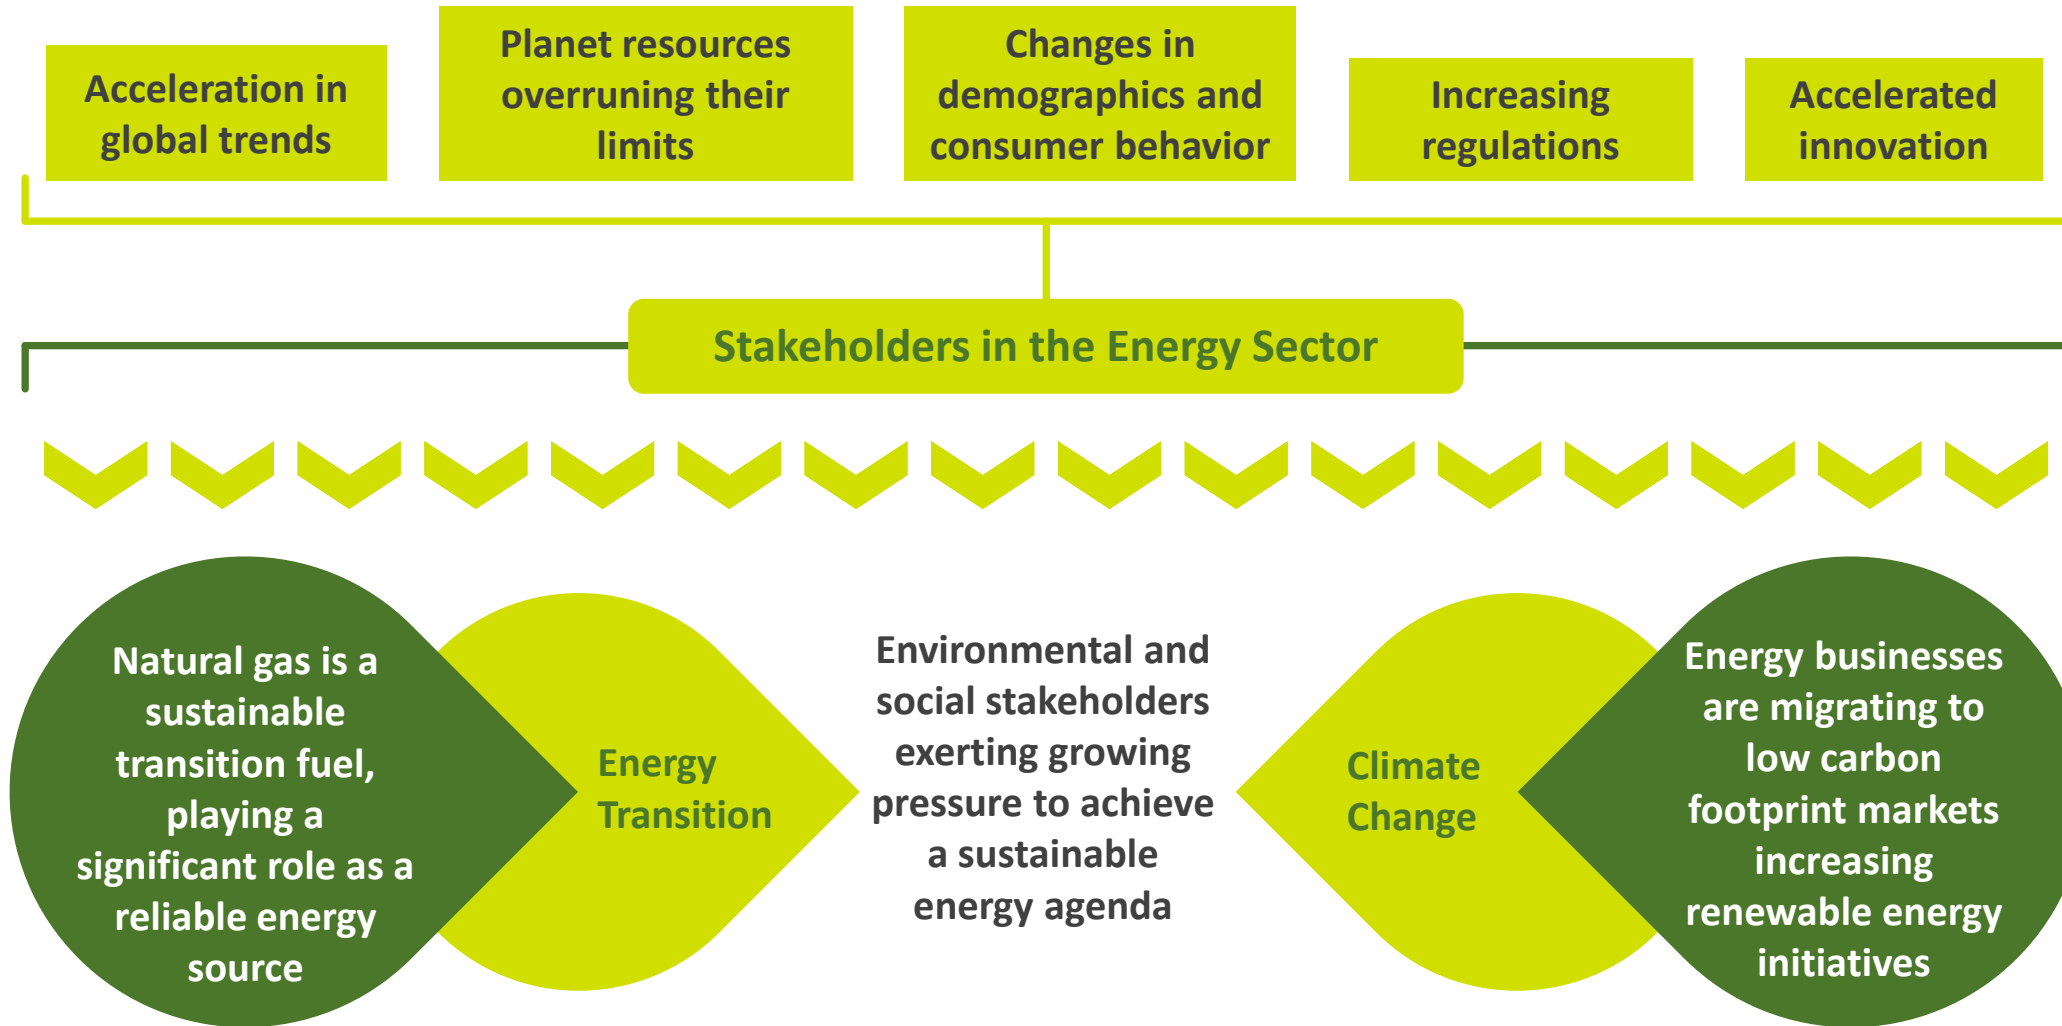 Acceleration in
global trends
Planet resources
overruning their
limits
Changes in
demographics and
consumer behavior
Increasing
regulations
Accelerated
innovation
Stakeholders in the Energy Sector
Natural gas is a
sustainable
transition fuel,
playing a
significant role as a
reliable energy
source
Energy
Transition
Environmental and
social stakeholders
exerting growing
pressure to achieve
a sustainable
energy agenda
Climate
Change
Energy businesses
are migrating to
low carbon
footprint markets
increasing
renewable energy
initiatives